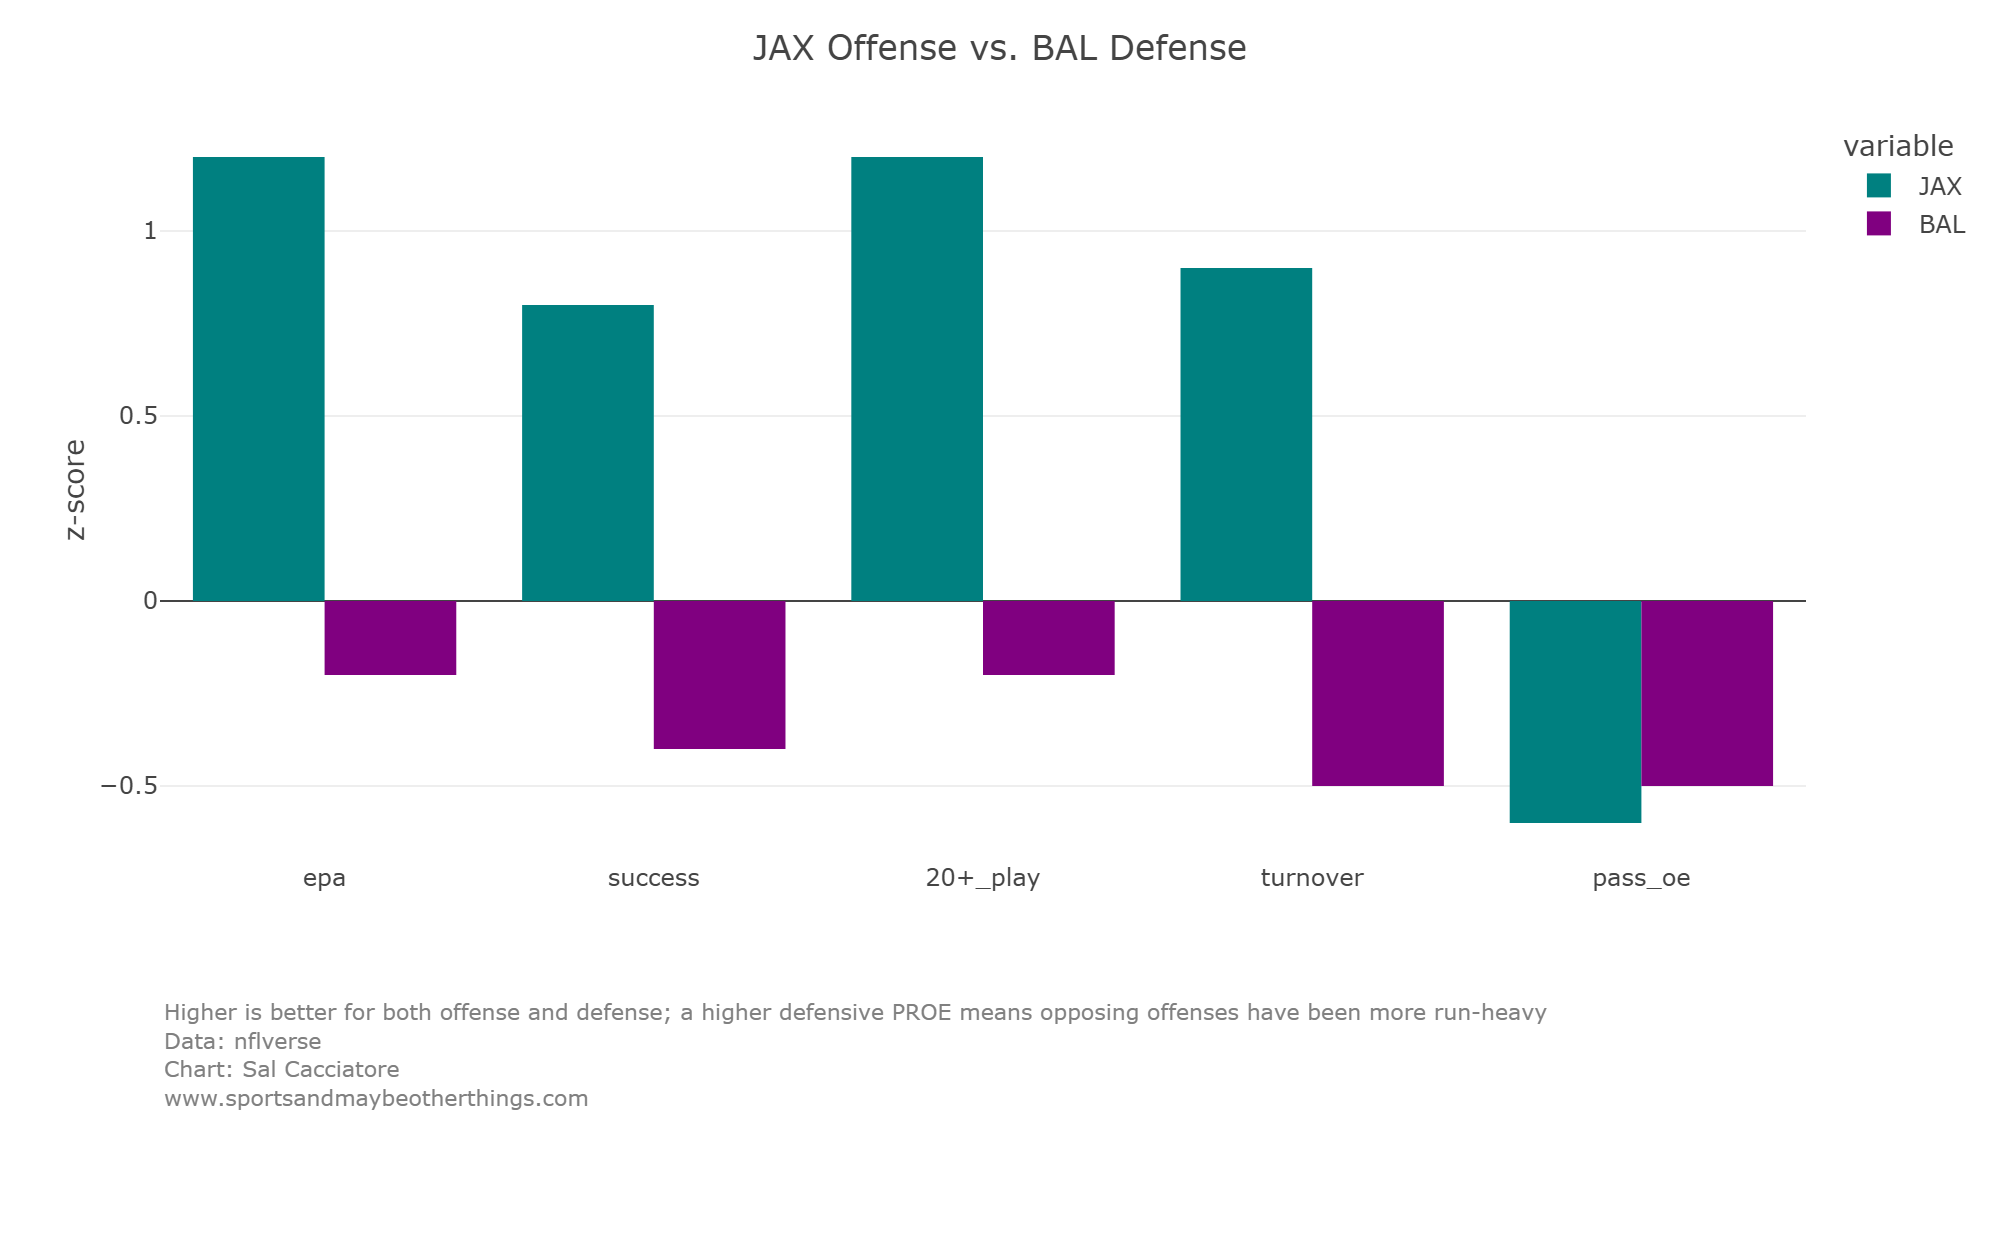 JAX Offense vs. BAL Defense
variable
JAX
BAL
1
0.5
0
−0.5
z-score
epa
success
20+_play
turnover
pass_oe
Higher is better for both offense and defense; a higher defensive PROE means opposing offenses have been more run-heavy
Data: nflverse
Chart: Sal Cacciatore
www.sportsandmaybeotherthings.com